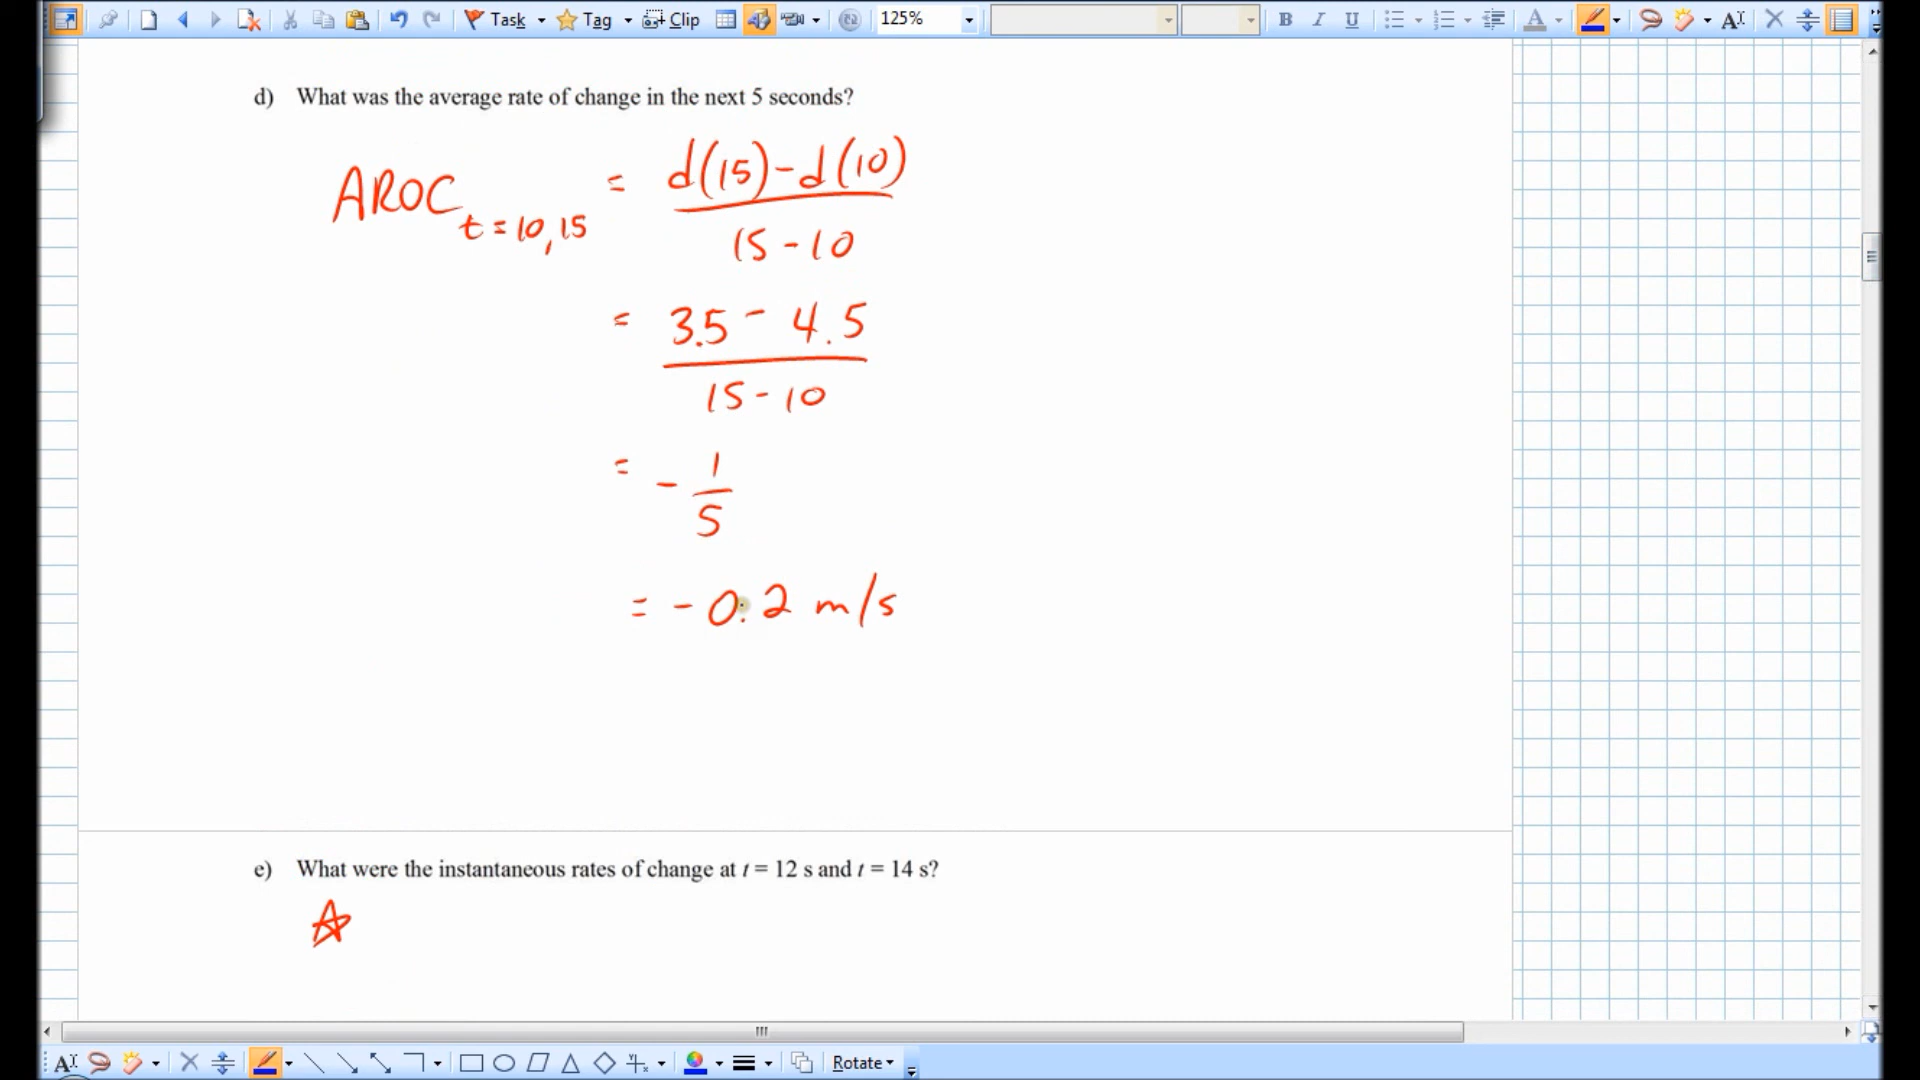 Task Tag Clip 125% B I U A
d) What was the average rate of change in the next 5 seconds?
AROC t = 10, 15 = d(15) - d(10)
15 - 10
= 3.5 - 4.5
15 - 10
= - 1
5
= - 0.2 m/s
e) What were the instantaneous rates of change at t = 12 s and t = 14 s?
Rotate